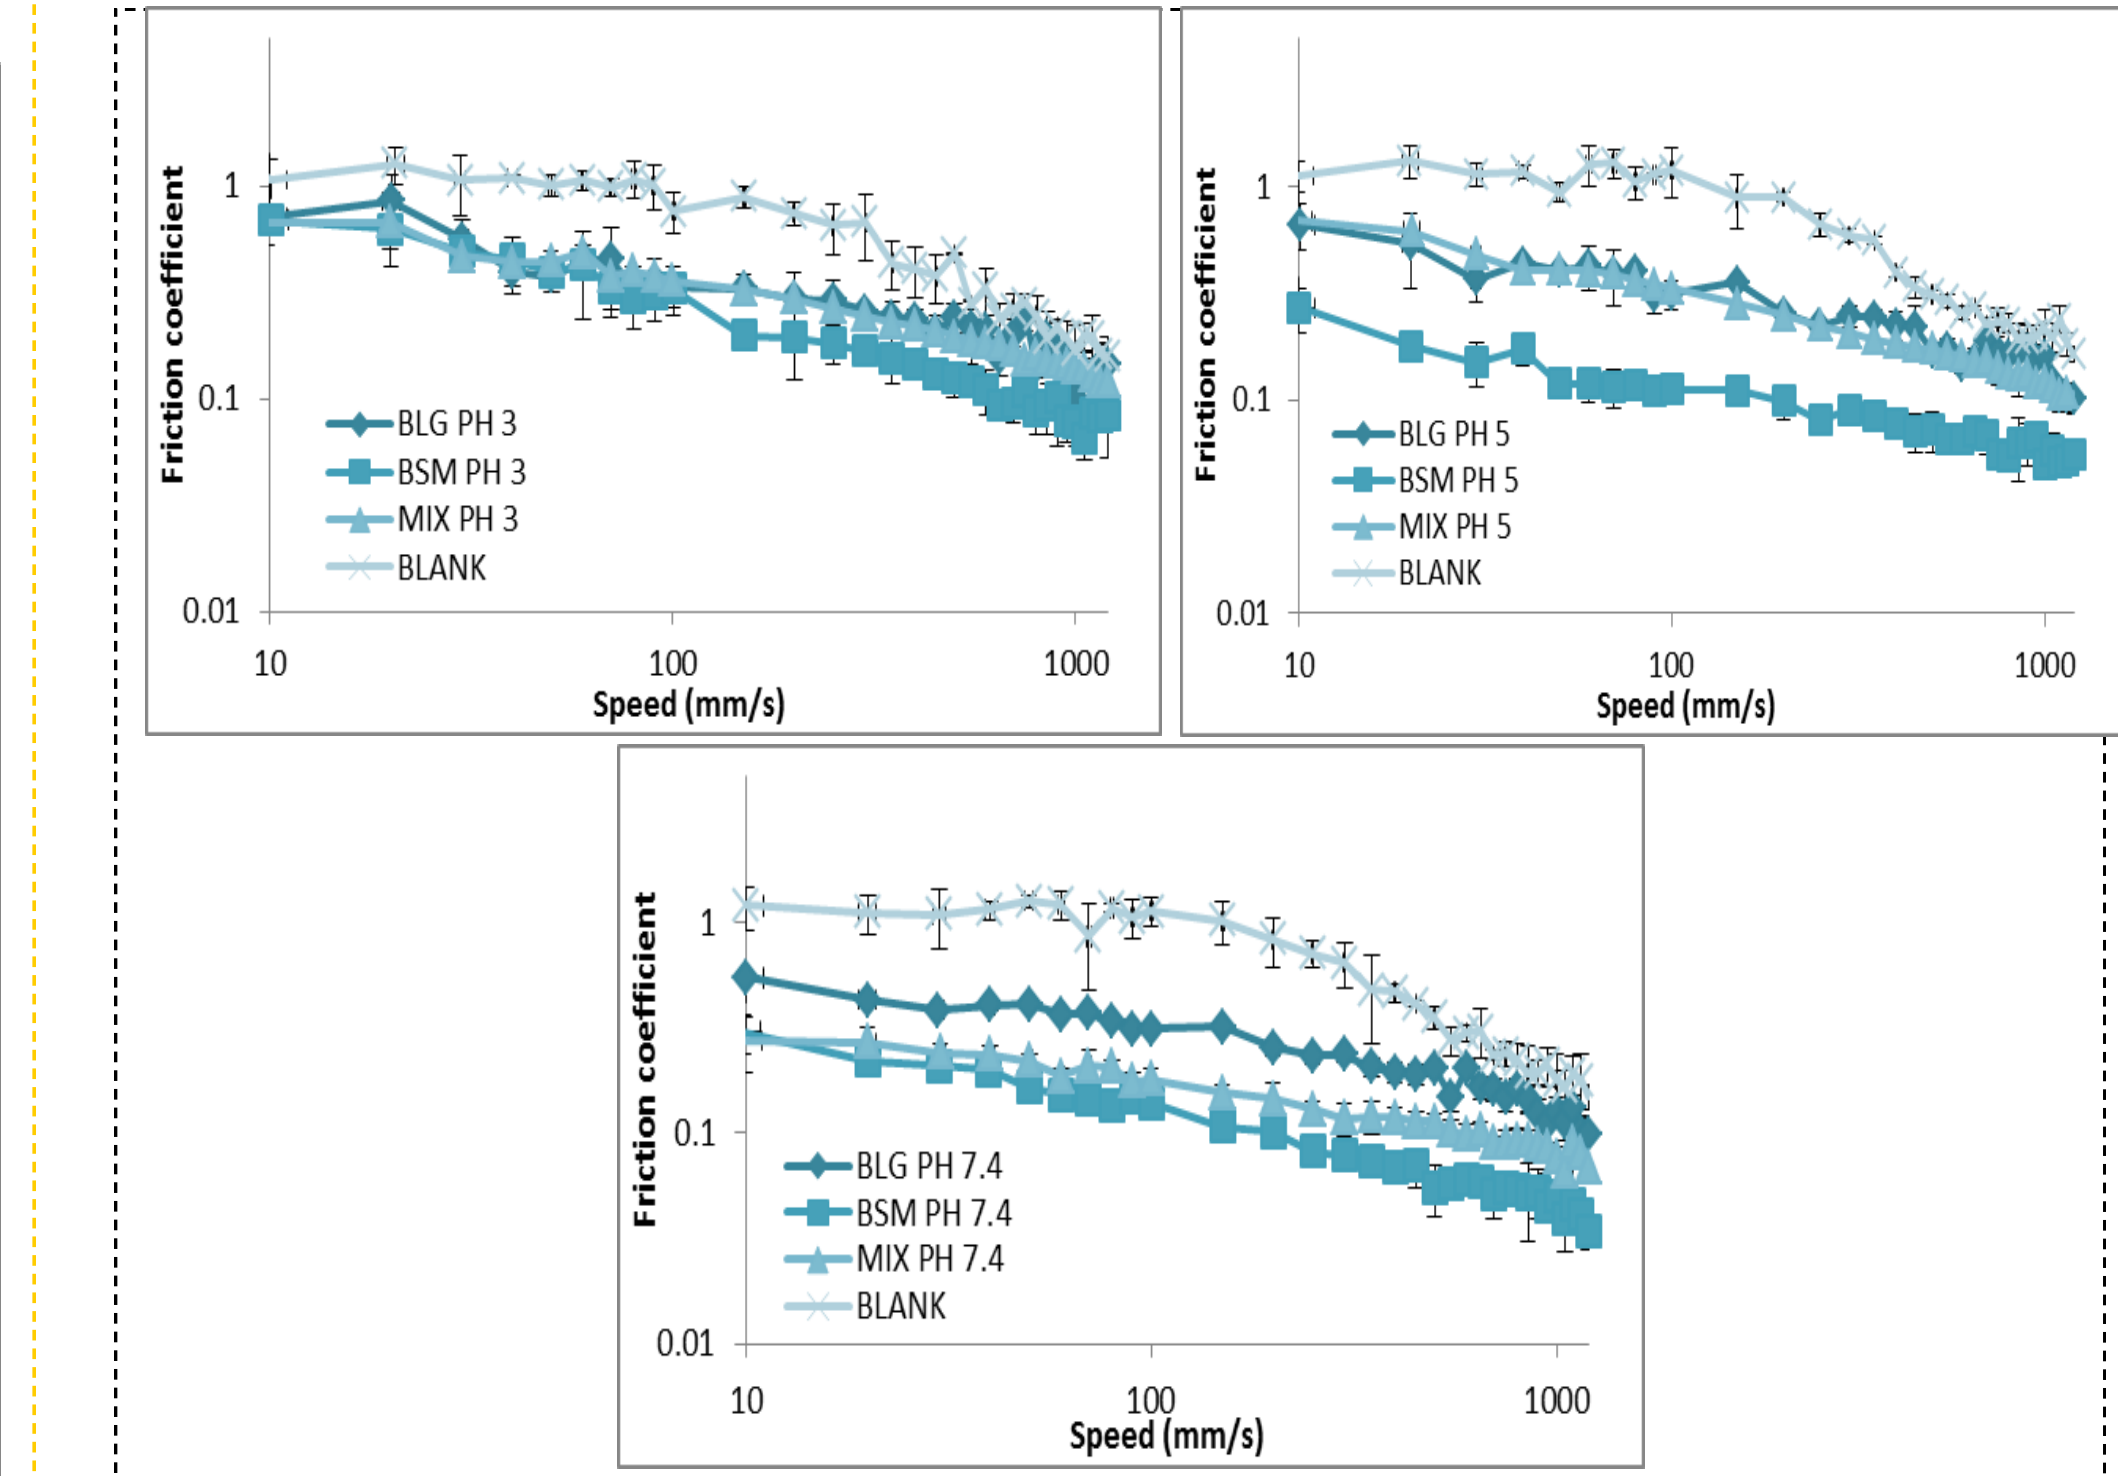 Friction coefficient
1
0.1
0.01
BLG PH 3
BSM PH 3
MIX PH 3
BLANK
10 100 1000
Speed (mm/s)
Friction coefficient
1
0.1
0.01
BLG PH 5
BSM PH 5
MIX PH 5
BLANK
10 100 1000
Speed (mm/s)
Friction coefficient
1
0.1
0.01
BLG PH 7.4
BSM PH 7.4
MIX PH 7.4
BLANK
10 100 1000
Speed (mm/s)